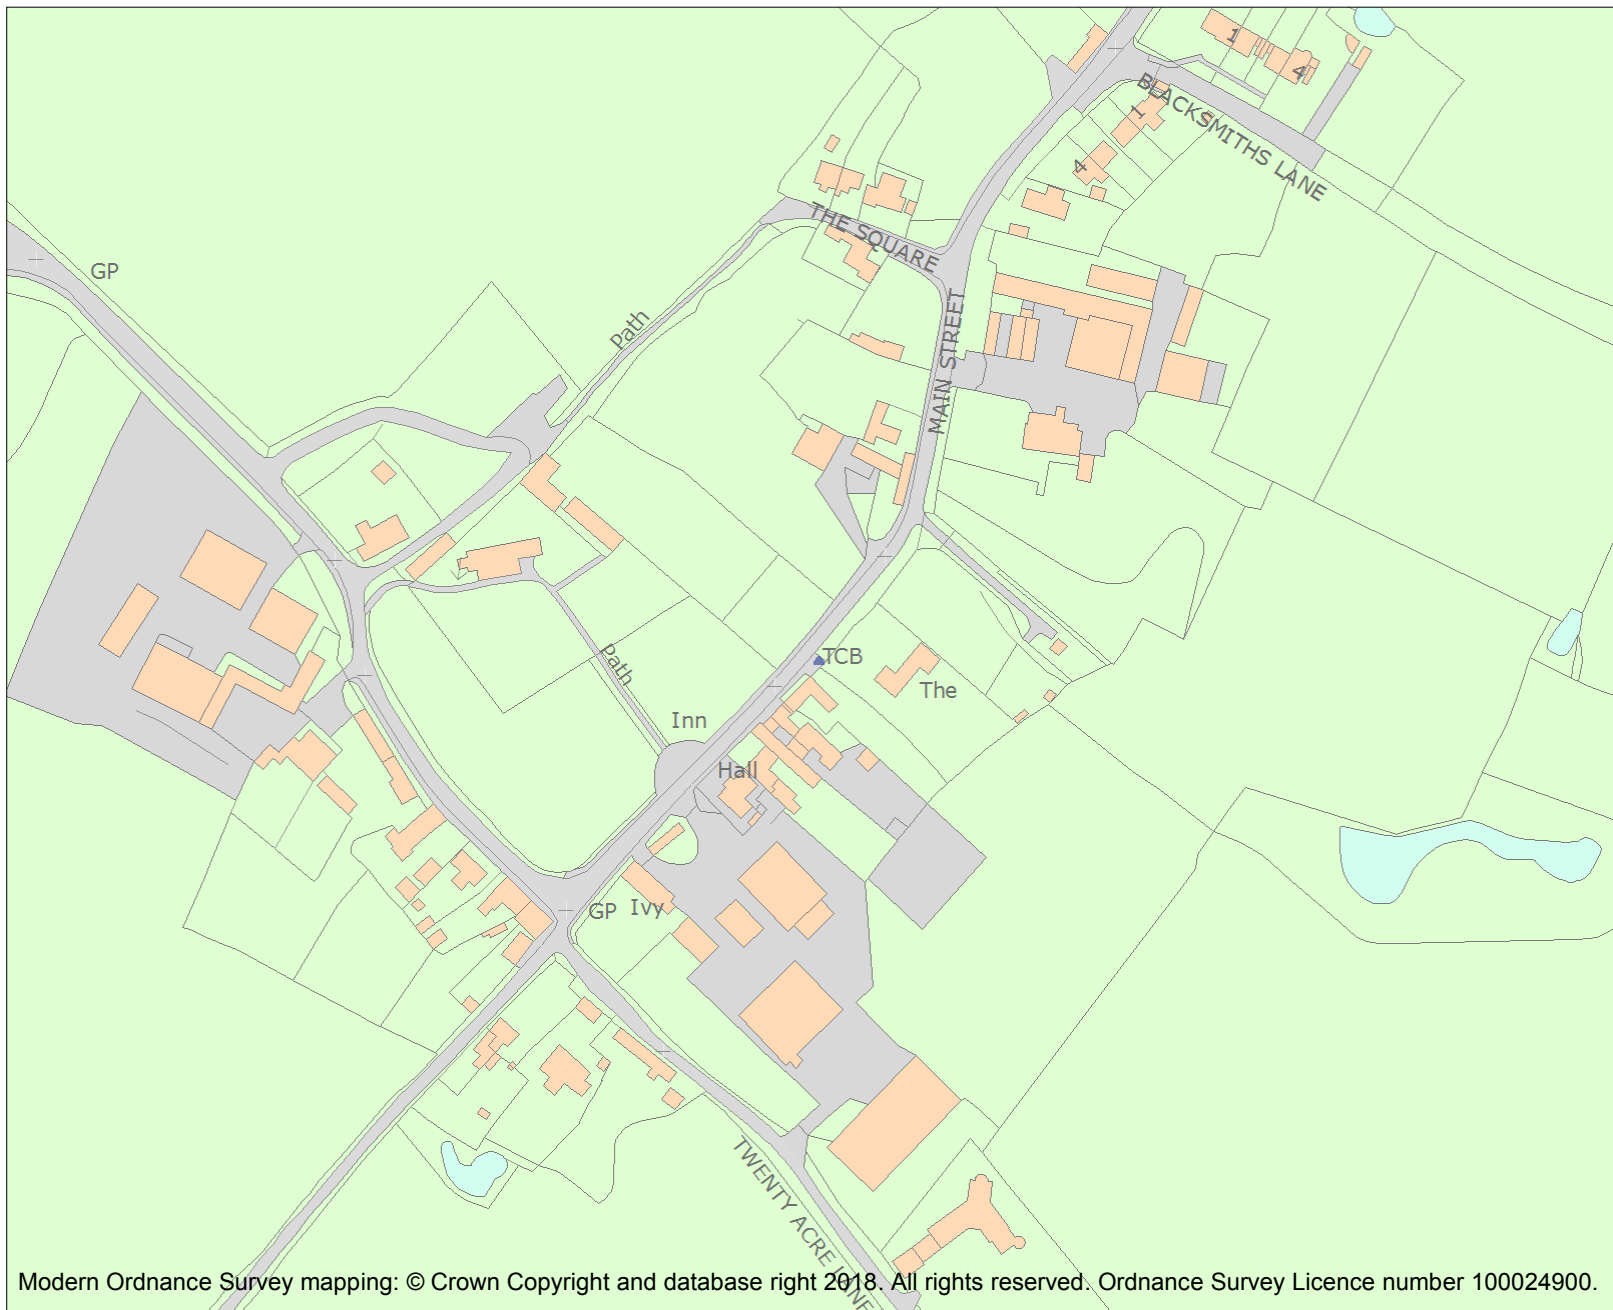 1
4
BLACKSMITHS LANE
1
4
THE SQUARE
GP
MAIN STREET
Path
TCB
Path
The
Inn
Hall
GP
Ivy
TWENTY ACRE LANE
Modern Ordnance Survey mapping: © Crown Copyright and database right 2018. All rights reserved. Ordnance Survey Licence number 100024900.